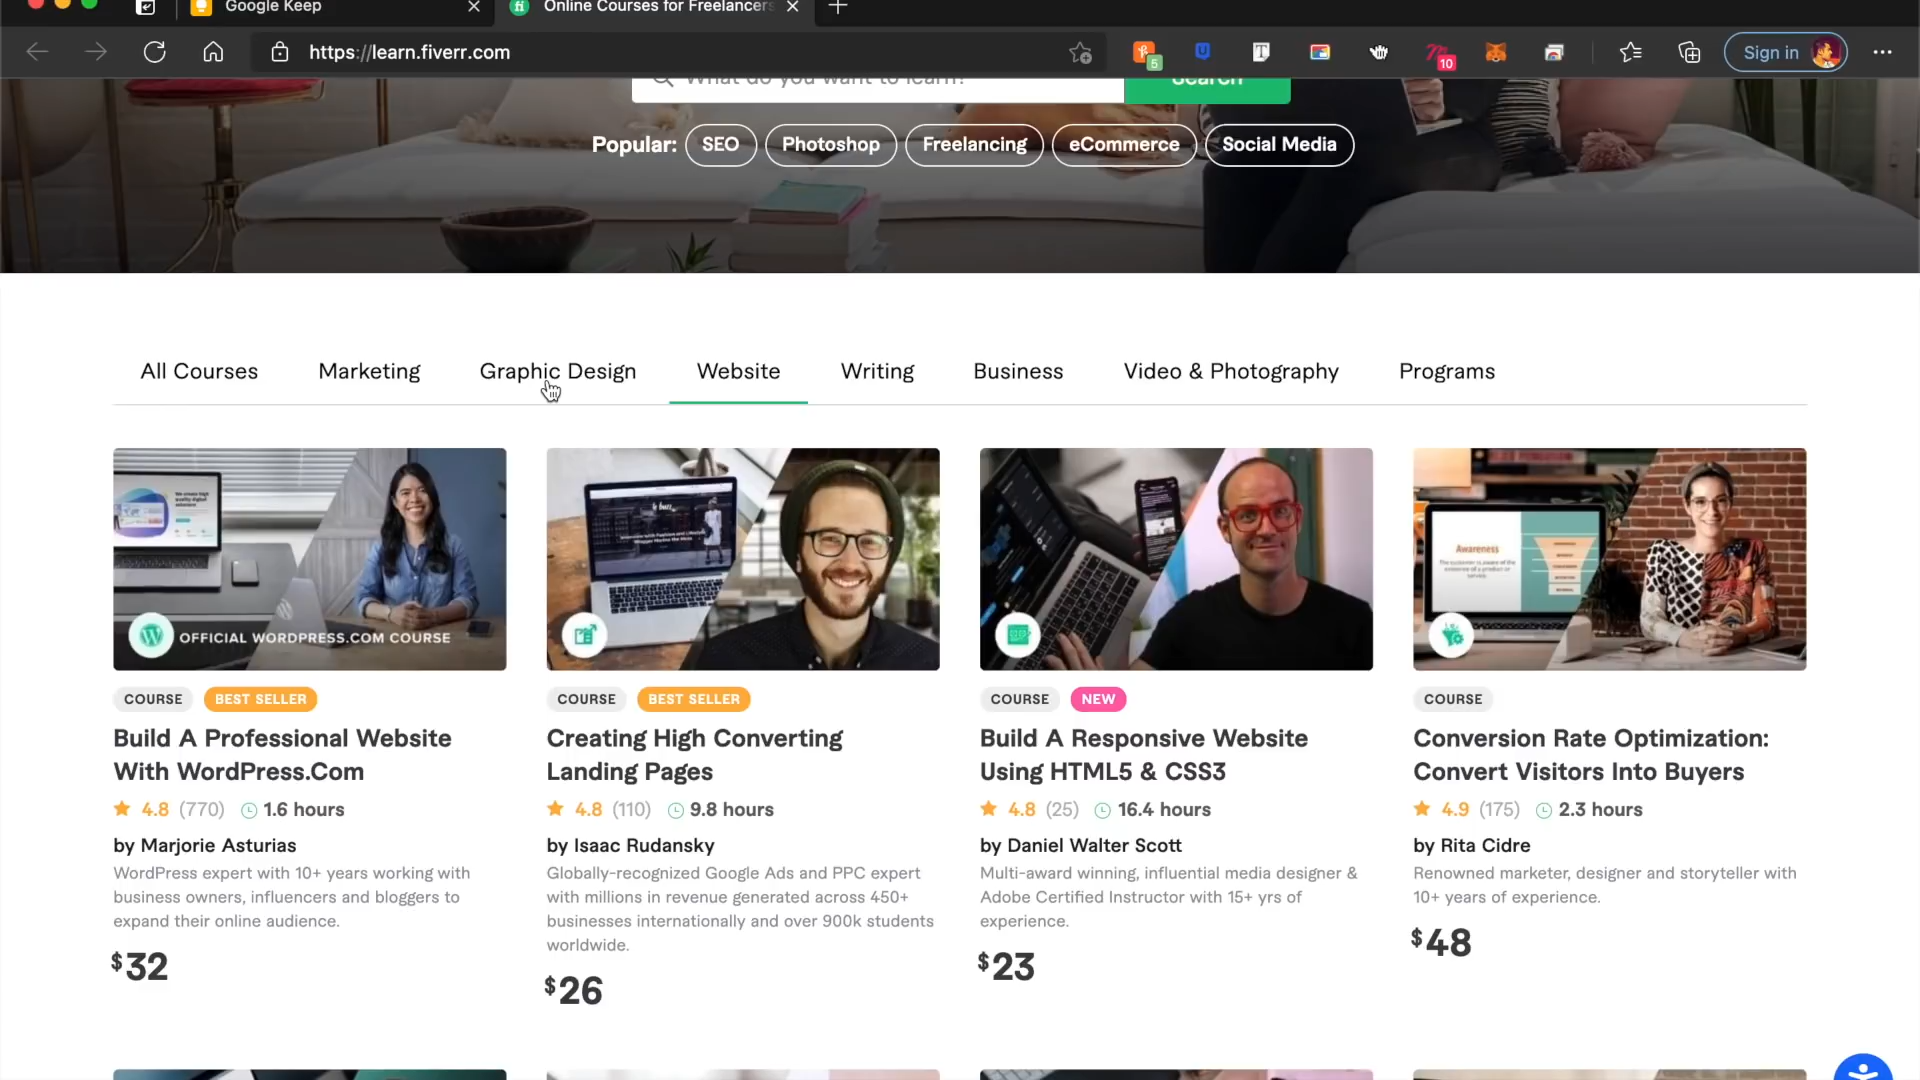 Google Keep
Online Courses for Freelancers
https://learn.fiverr.com
5
10
Sign in
What do you want to learn?
Search
Popular:
SEO
Photoshop
Freelancing
eCommerce
Social Media
All Courses
Marketing
Graphic Design
Website
Writing
Business
Video & Photography
Programs
OFFICIAL WORDPRESS.COM COURSE
Awareness
COURSE
BEST SELLER
Build A Professional Website
With WordPress.Com
4.8 (770) 1.6 hours
by Marjorie Asturias
WordPress expert with 10+ years working with
business owners, influencers and bloggers to
expand their online audience.
$32
COURSE
BEST SELLER
Creating High Converting
Landing Pages
4.8 (110) 9.8 hours
by Isaac Rudansky
Globally-recognized Google Ads and PPC expert
with millions in revenue generated across 450+
businesses internationally and over 900k students
worldwide.
$26
COURSE
NEW
Build A Responsive Website
Using HTML5 & CSS3
4.8 (25) 16.4 hours
by Daniel Walter Scott
Multi-award winning, influential media designer &
Adobe Certified Instructor with 15+ yrs of
experience.
$23
COURSE
Conversion Rate Optimization:
Convert Visitors Into Buyers
4.9 (175) 2.3 hours
by Rita Cidre
Renowned marketer, designer and storyteller with
10+ years of experience.
$48